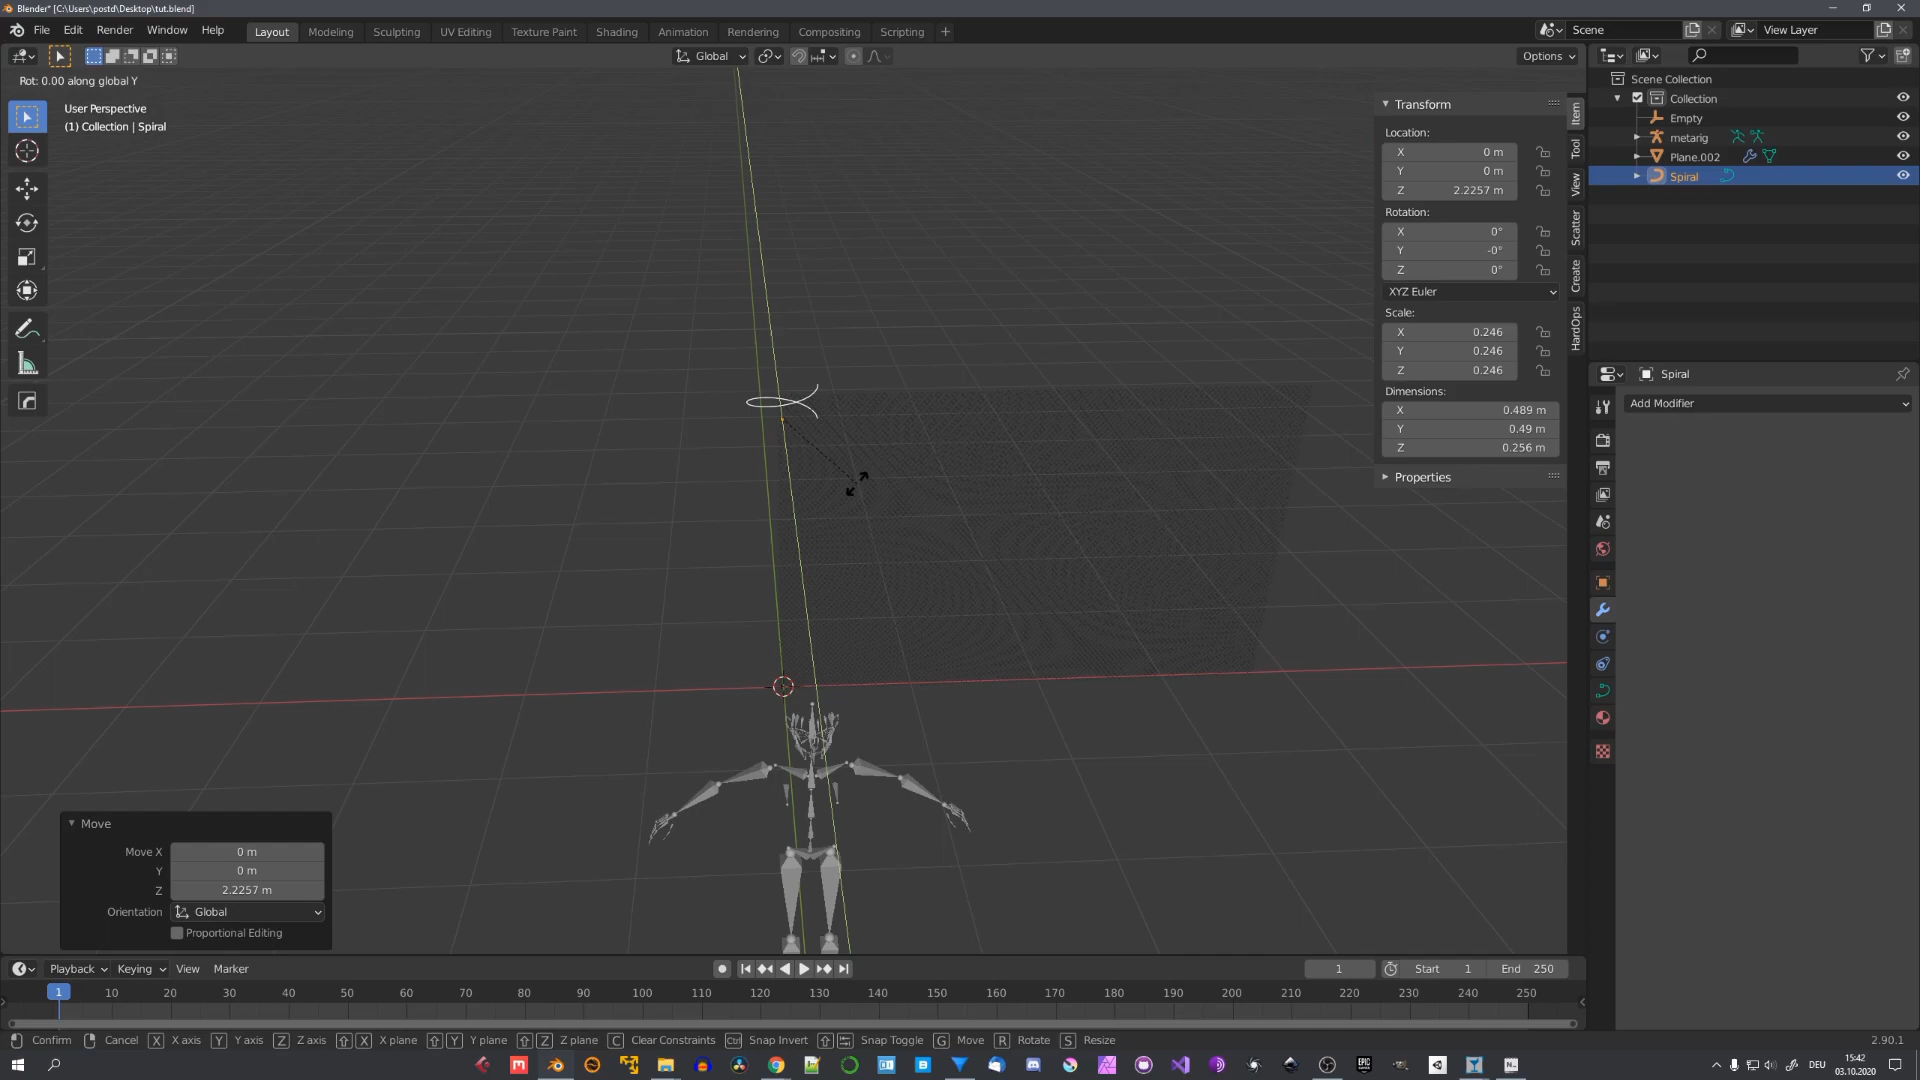 Blender* [C:\Users\postd\Desktop\tut.blend]
File Edit Render Window Help Layout Modeling Sculpting UV Editing Texture Paint Shading Animation Rendering Compositing Scripting + Scene View Layer
Global Options
Rot: 0.00 along global Y
User Perspective
(1) Collection | Spiral
Transform
Location:
X 0 m
Y 0 m
Z 2.2257 m
Rotation:
X 0°
Y -0°
Z 0°
XYZ Euler
Scale:
X 0.246
Y 0.246
Z 0.246
Dimensions:
X 0.489 m
Y 0.49 m
Z 0.256 m
Properties
Item
Tool
View
Scatter
Create
HardOps
Scene Collection
Collection
Empty
metarig
Plane.002
Spiral
Spiral
Add Modifier
Move
Move X 0 m
Y 0 m
Z 2.2257 m
Orientation Global
Proportional Editing
Playback Keying View Marker 1 Start 1 End 250
1 10 20 30 40 50 60 70 80 90 100 110 120 130 140 150 160 170 180 190 200 210 220 230 240 250
Confirm Cancel X X axis Y Y axis Z Z axis X X plane Y Y plane Z Z plane C Clear Constraints Ctrl Snap Invert Snap Toggle G Move R Rotate S Resize 2.90.1
DEU
15:42
03.10.2020